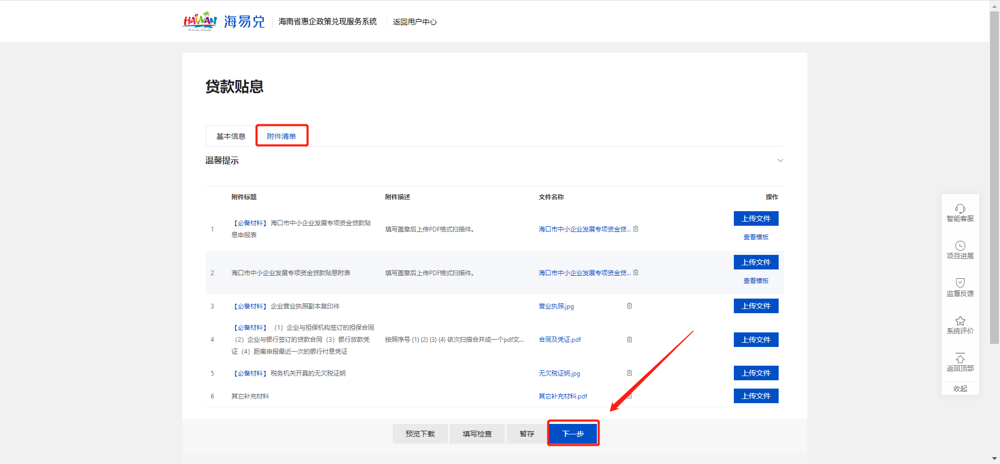 HAINAN 海易兑 海南省惠企政策兑现服务系统 返回用户中心
贷款贴息
基本信息 附件清单
温馨提示
附件标题 附件描述 文件名称 操作
1 【必备材料】 海口市中小企业发展专项资金贷款贴
息申报表
填写盖章后上传PDF格式扫描件。
海口市中小企业发展专项资金贷...
上传文件
查看模板
2 海口市中小企业发展专项资金贷款贴息附表 填写盖章后上传PDF格式扫描件。 海口市中小企业发展专项资金贷...
上传文件
查看模板
3 【必备材料】 企业营业执照副本复印件 营业执照.jpg 上传文件
4 【必备材料】 （1）企业与担保机构签订的担保合同
（2）企业与银行签订的贷款合同（3）银行放款凭
证（4）距离申报最近一次的银行付息凭证
按照序号 (1) (2) (3) (4) 依次扫描合并成一个pdf文...
合同及凭证.pdf
上传文件
5 【必备材料】 税务机关开具的无欠税证明 无欠税证明.jpg 上传文件
6 其它补充材料 其它补充材料.pdf 上传文件
预览下载 填写检查 暂存 下一步
智能客服
项目进展
监督反馈
系统评价
返回顶部
收起